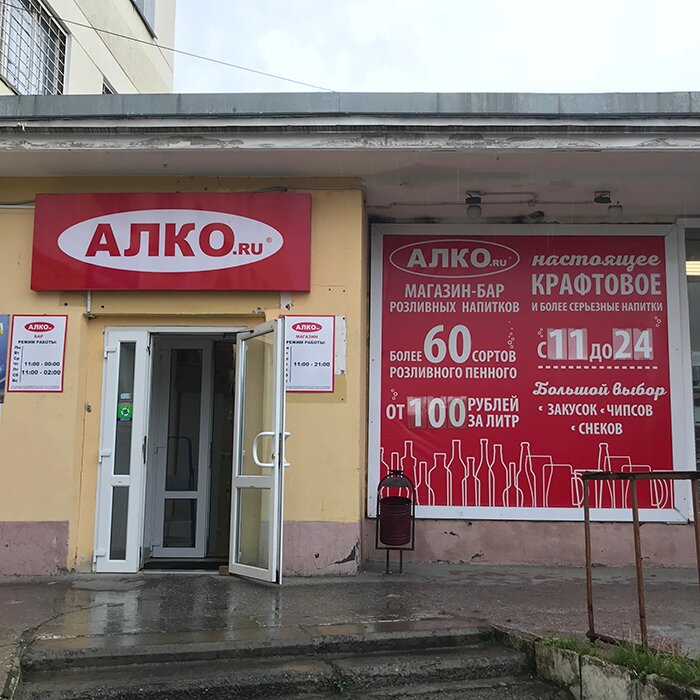 АЛКО.RU®
АЛКО.RU
БАР
РЕЖИМ РАБОТЫ:
11:00 - 00:00
11:00 - 02:00
АЛКО
МАГАЗИН
РЕЖИМ РАБОТЫ:
11:00 - 21:00
АЛКО.RU®
МАГАЗИН-БАР
РОЗЛИВНЫХ НАПИТКОВ
БОЛЕЕ 60 СОРТОВ
РОЗЛИВНОГО ПЕННОГО
ОТ 100 РУБЛЕЙ
ЗА ЛИТР
настоящее
КРАФТОВОЕ
И БОЛЕЕ СЕРЬЕЗНЫЕ НАПИТКИ
С 11 ДО 24
Большой выбор
• ЗАКУСОК • ЧИПСОВ
• СНЕКОВ